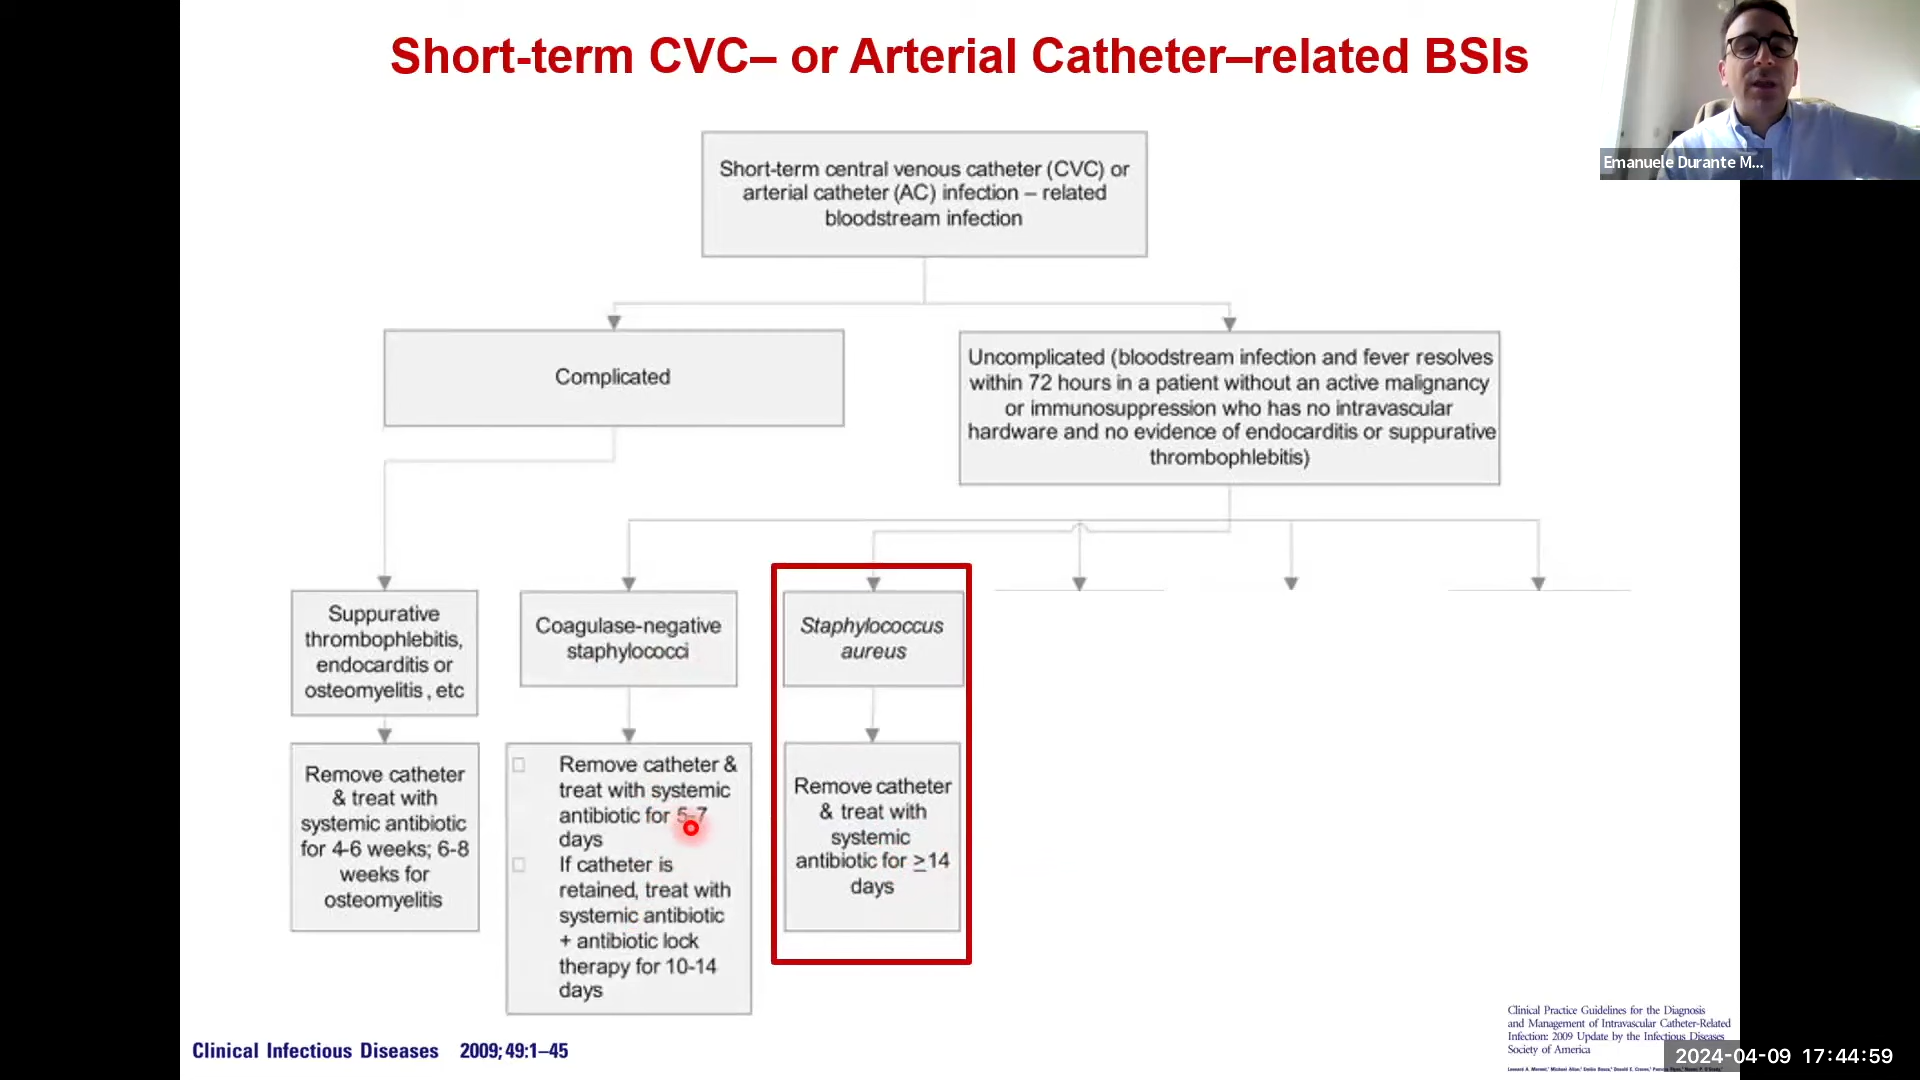 Short-term CVC– or Arterial Catheter–related BSIs
Emanuele Durante M...
Short-term central venous catheter (CVC) or
arterial catheter (AC) infection – related
bloodstream infection
Complicated
Uncomplicated (bloodstream infection and fever resolves
within 72 hours in a patient without an active malignancy
or immunosuppression who has no intravascular
hardware and no evidence of endocarditis or suppurative
thrombophlebitis)
Suppurative
thrombophlebitis,
endocarditis or
osteomyelitis , etc
Coagulase-negative
staphylococci
Staphylococcus
aureus
Remove catheter
& treat with
systemic antibiotic
for 4-6 weeks; 6-8
weeks for
osteomyelitis
Remove catheter &
treat with systemic
antibiotic for 5-7
days
If catheter is
retained, treat with
systemic antibiotic
+ antibiotic lock
therapy for 10-14
days
Remove catheter
& treat with
systemic
antibiotic for ≥14
days
Clinical Infectious Diseases 2009;49:1–45
Clinical Practice Guidelines for the Diagnosis
and Management of Intravascular Catheter-Related
Infection: 2009 Update by the Infectious Diseases
Society of America
2024-04-09 17:44:59